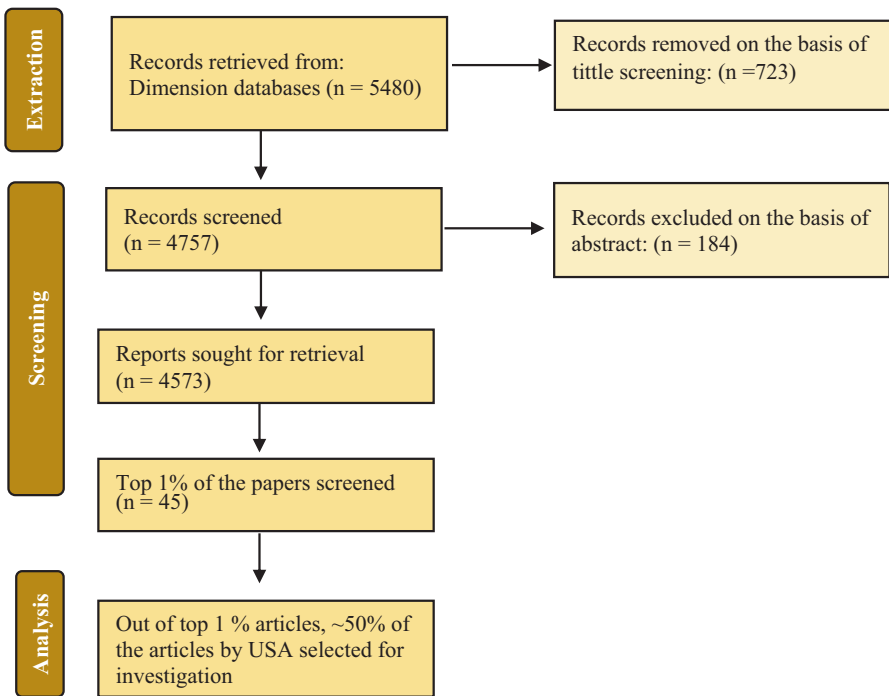 Extraction
Records retrieved from:
Dimension databases (n = 5480)
Records removed on the basis of
tittle screening: (n =723)
Screening
Records screened
(n = 4757)
Records excluded on the basis of
abstract: (n = 184)
Reports sought for retrieval
(n = 4573)
Top 1% of the papers screened
(n = 45)
Analysis
Out of top 1 % articles, ~50% of
the articles by USA selected for
investigation